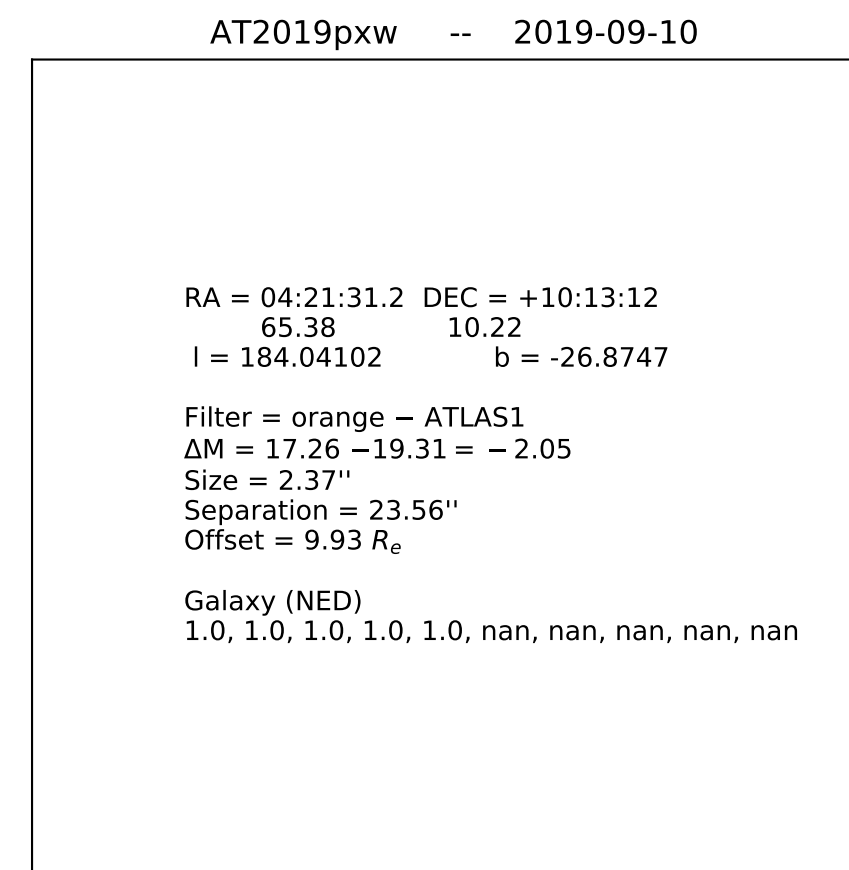 AT2019pxw -- 2019-09-10
RA = 04:21:31.2 DEC = +10:13:12
65.38 10.22
l = 184.04102 b = -26.8747
Filter = orange − ATLAS1
ΔM = 17.26 −19.31 = −2.05
Size = 2.37''
Separation = 23.56''
Offset = 9.93 Re
Galaxy (NED)
1.0, 1.0, 1.0, 1.0, 1.0, nan, nan, nan, nan, nan